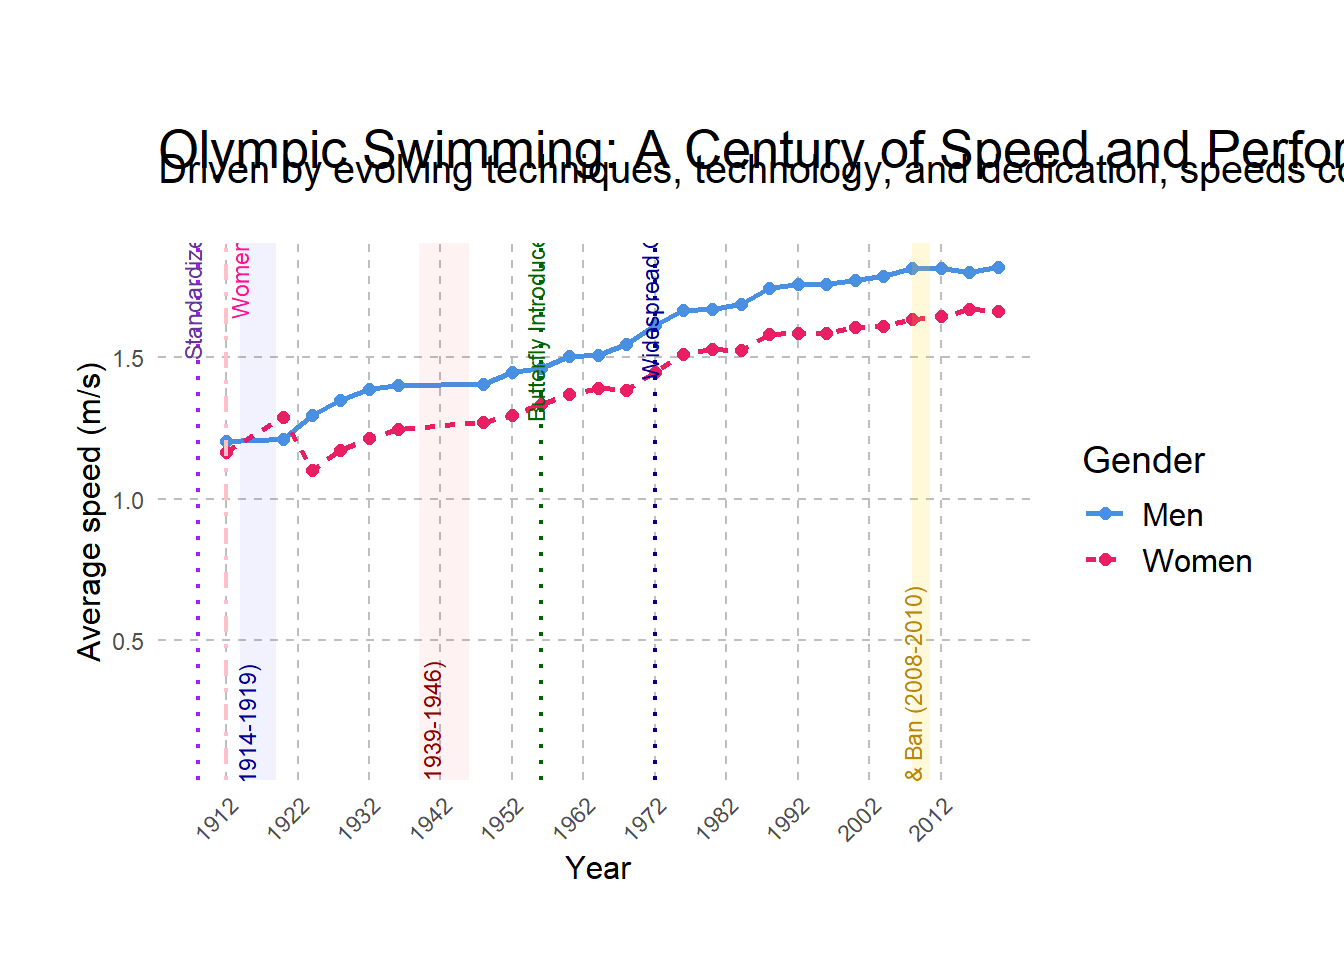 Olympic Swimming: A Century of Speed and Perfor
Driven by evolving techniques, technology, and dedication, speeds co
Standardize
Women
Butterfly Introduce
Widespread
1.5
1.0
0.5
Average speed (m/s)
1914-1919)
1939-1946)
& Ban (2008-2010)
1912
1922
1932
1942
1952
1962
1972
1982
1992
2002
2012
Year
Gender
Men
Women